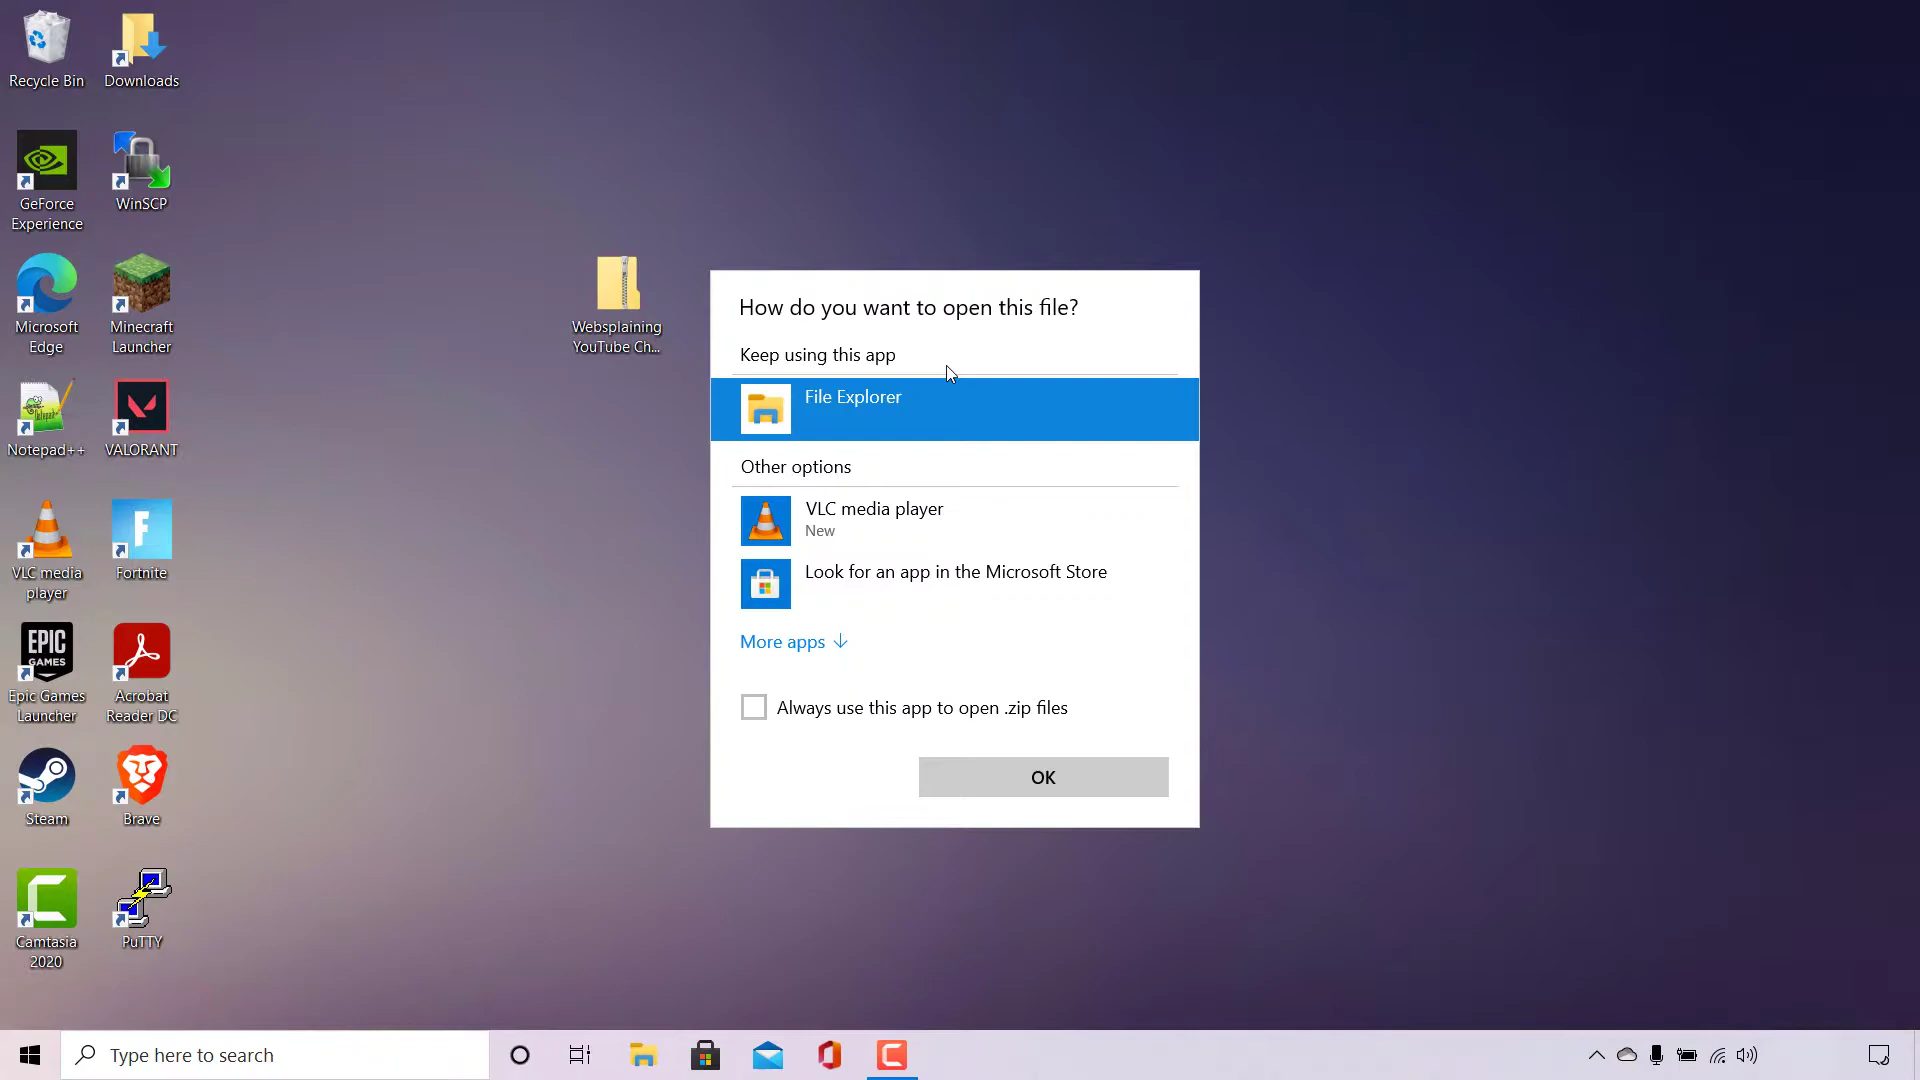 Recycle Bin
Downloads
GeForce
Experience
WinSCP
Microsoft
Edge
Minecraft
Launcher
Notepad++
VALORANT
VLC media
player
Fortnite
EPIC
GAMES
Epic Games
Launcher
Acrobat
Reader DC
Steam
Brave
Camtasia
2020
PuTTY
Websplaining
YouTube Ch...
How do you want to open this file?
Keep using this app
File Explorer
Other options
VLC media player
New
Look for an app in the Microsoft Store
More apps
Always use this app to open .zip files
OK
Type here to search